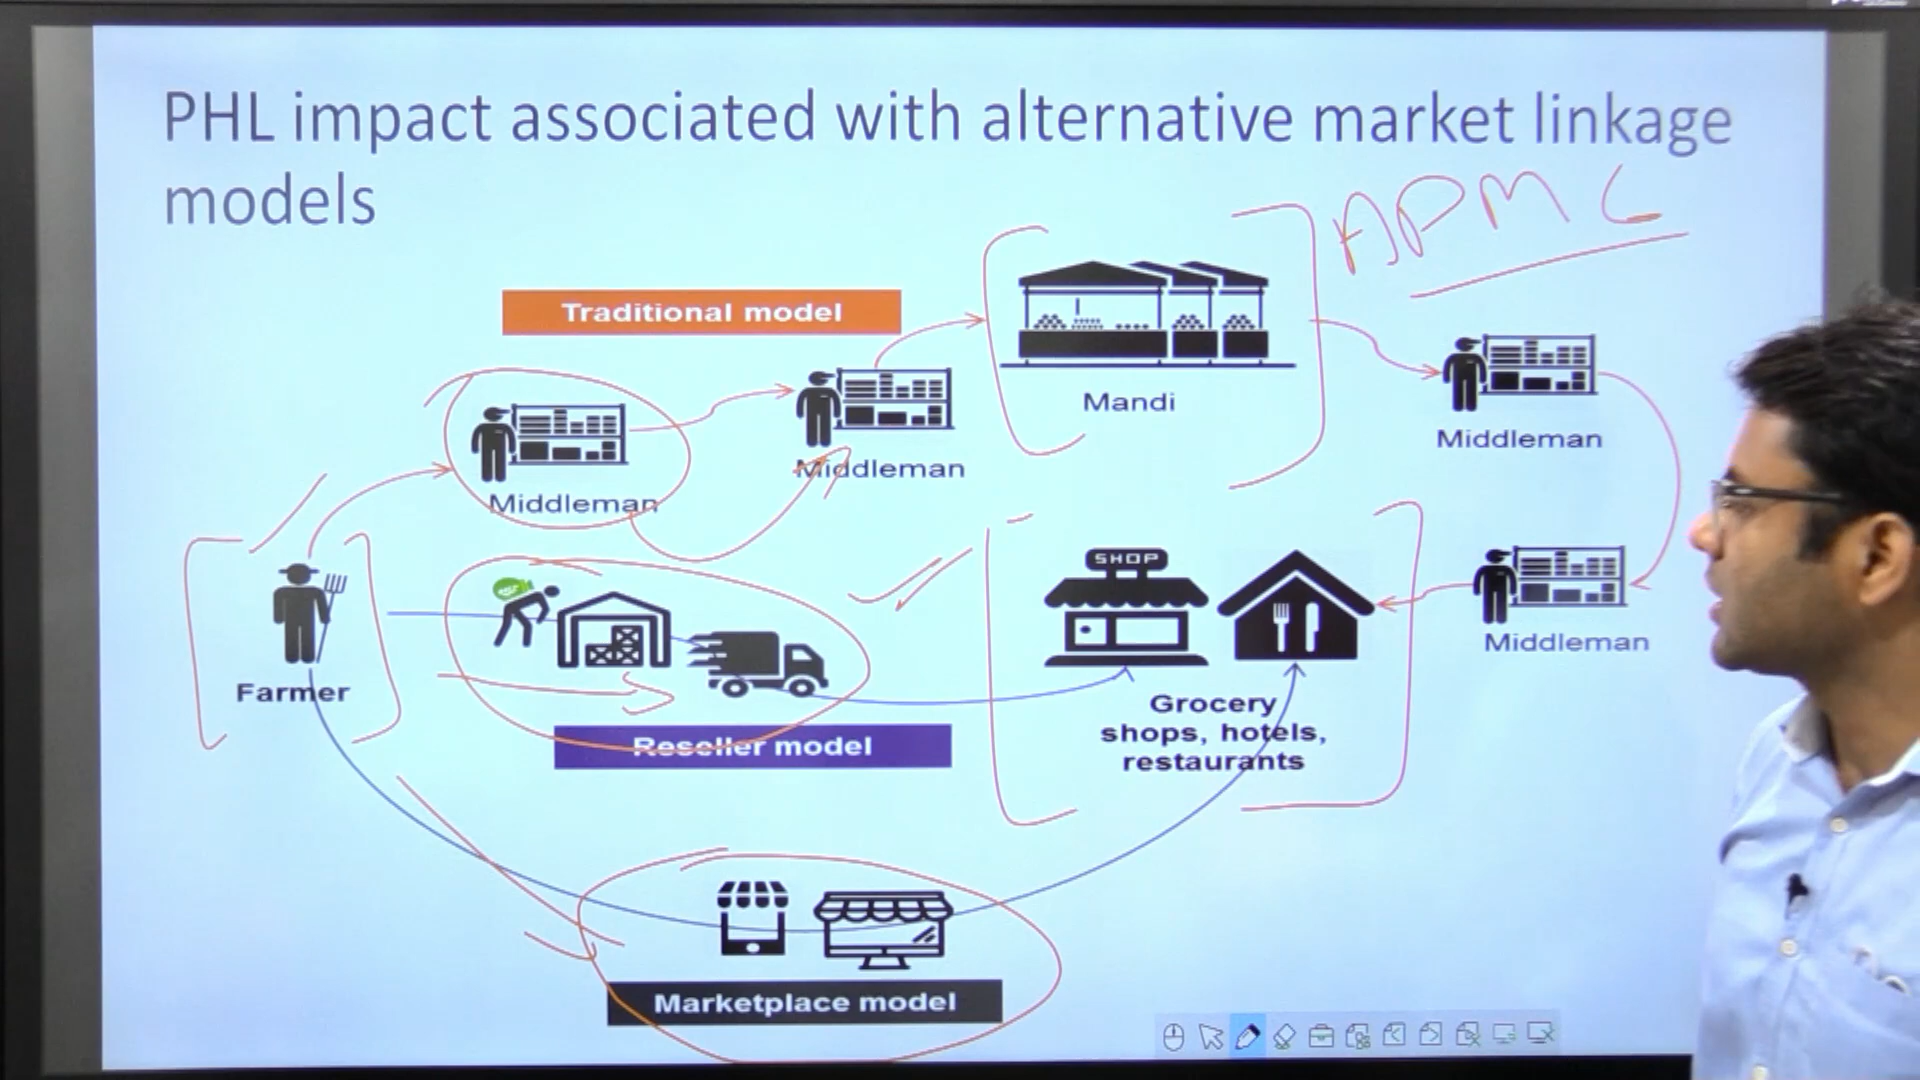 PHL impact associated with alternative market linkage
models
APMC
Traditional model
Mandi
Middleman
Middleman
Middleman
SHOP
Middleman
Farmer
Grocery
shops, hotels,
restaurants
Reseller model
Marketplace model